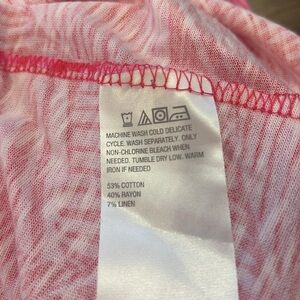 MACHINE WASH COLD DELICATE
CYCLE. WASH SEPARATELY. ONLY
NON-CHLORINE BLEACH WHEN
NEEDED. TUMBLE DRY LOW. WARM
IRON IF NEEDED
53% COTTON
40% RAYON
7% LINEN